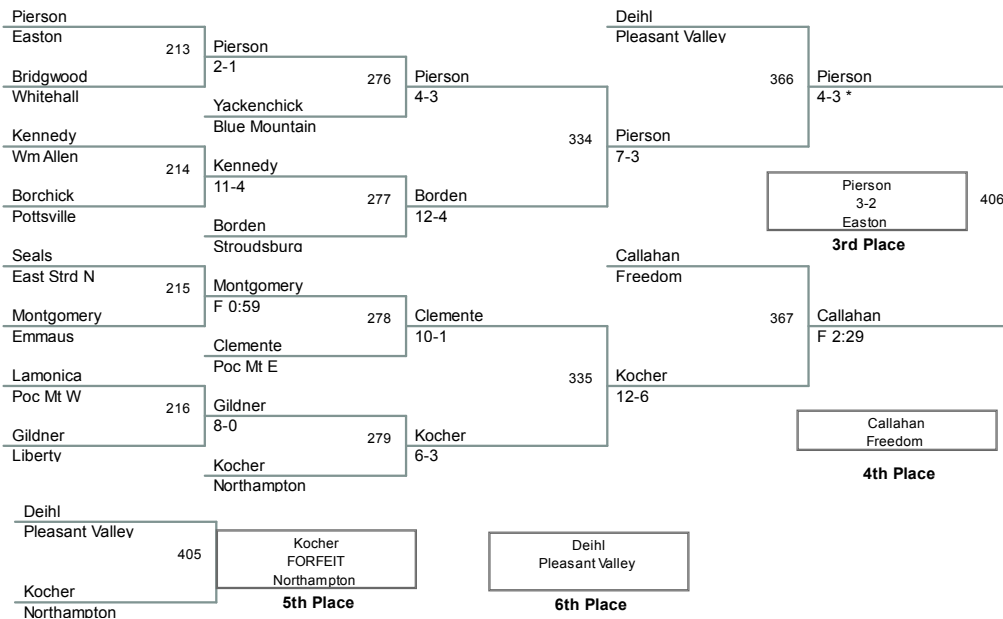 Pierson
Easton
213
Bridgwood
Whitehall
Kennedy
Wm Allen
214
Borchick
Pottsville
Seals
East Strd N
215
Montgomery
Emmaus
Lamonica
Poc Mt W
216
Gildner
Liberty
Pierson
2-1
276
Yackenchick
Blue Mountain
Kennedy
11-4
277
Borden
Stroudsburg
Montgomery
F 0:59
278
Clemente
Poc Mt E
Gildner
8-0
279
Kocher
Northampton
Pierson
4-3
334
Borden
12-4
Clemente
10-1
335
Kocher
6-3
Deihl
Pleasant Valley
366
Pierson
7-3
Callahan
Freedom
367
Kocher
12-6
Pierson
4-3 *
Pierson
3-2
Easton
406
3rd Place
Callahan
F 2:29
Callahan
Freedom
4th Place
Deihl
Pleasant Valley
405
Kocher
Northampton
Kocher
FORFEIT
Northampton
5th Place
Deihl
Pleasant Valley
6th Place